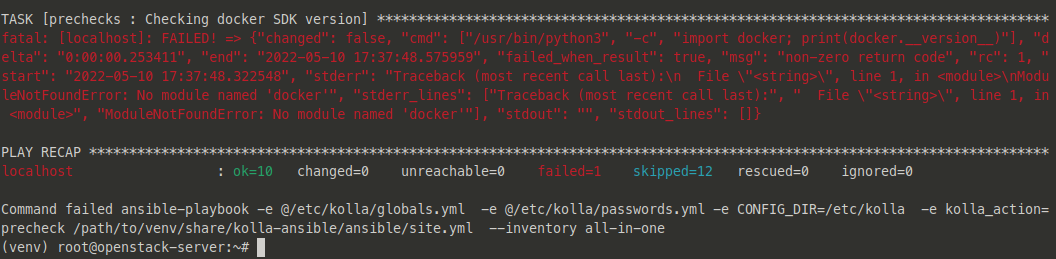 TASK [prechecks : Checking docker SDK version] ************************************************************************************
fatal: [localhost]: FAILED! => {"changed": false, "cmd": ["/usr/bin/python3", "-c", "import docker; print(docker.__version__)"], "d
elta": "0:00:00.253411", "end": "2022-05-10 17:37:48.575959", "failed_when_result": true, "msg": "non-zero return code", "rc": 1, "
start": "2022-05-10 17:37:48.322548", "stderr": "Traceback (most recent call last):\n  File \"<string>\", line 1, in <module>\nModu
leNotFoundError: No module named 'docker'", "stderr_lines": ["Traceback (most recent call last):", "  File \"<string>\", line 1, in
 <module>", "ModuleNotFoundError: No module named 'docker'"], "stdout": "", "stdout_lines": []}
PLAY RECAP ************************************************************************************************************************
localhost                  : ok=10   changed=0    unreachable=0    failed=1    skipped=12   rescued=0    ignored=0
Command failed ansible-playbook -e @/etc/kolla/globals.yml  -e @/etc/kolla/passwords.yml -e CONFIG_DIR=/etc/kolla  -e kolla_action=
precheck /path/to/venv/share/kolla-ansible/ansible/site.yml  --inventory all-in-one
(venv) root@openstack-server:~#